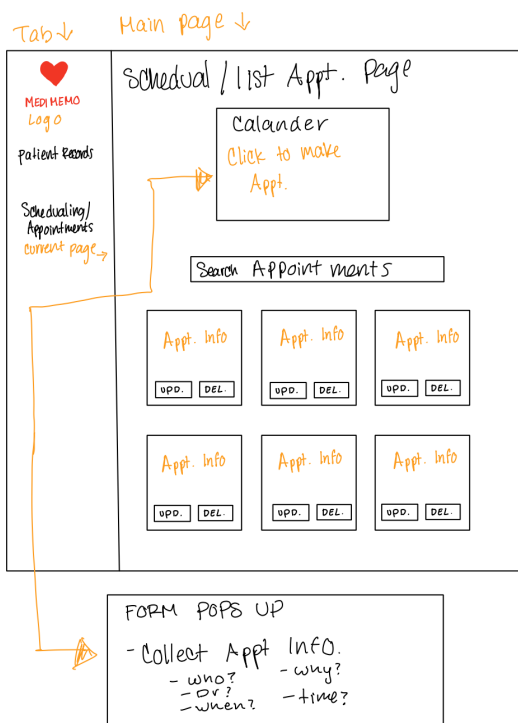 Tab
Main page
MEDIMEMO
Logo
Patient Records
Schedualing/
Appointments
current page
Schedual / list Appt. Page
Calander
Click to make
Appt.
Search Appointments
Appt. Info
UPD. DEL.
Appt. Info
UPD. DEL.
Appt. Info
UPD. DEL.
Appt. Info
UPD. DEL.
Appt. Info
UPD. DEL.
Appt. Info
UPD. DEL.
FORM POPS UP
- Collect Appt Info.
- who?
- Dr?
- when?
- why?
- time?